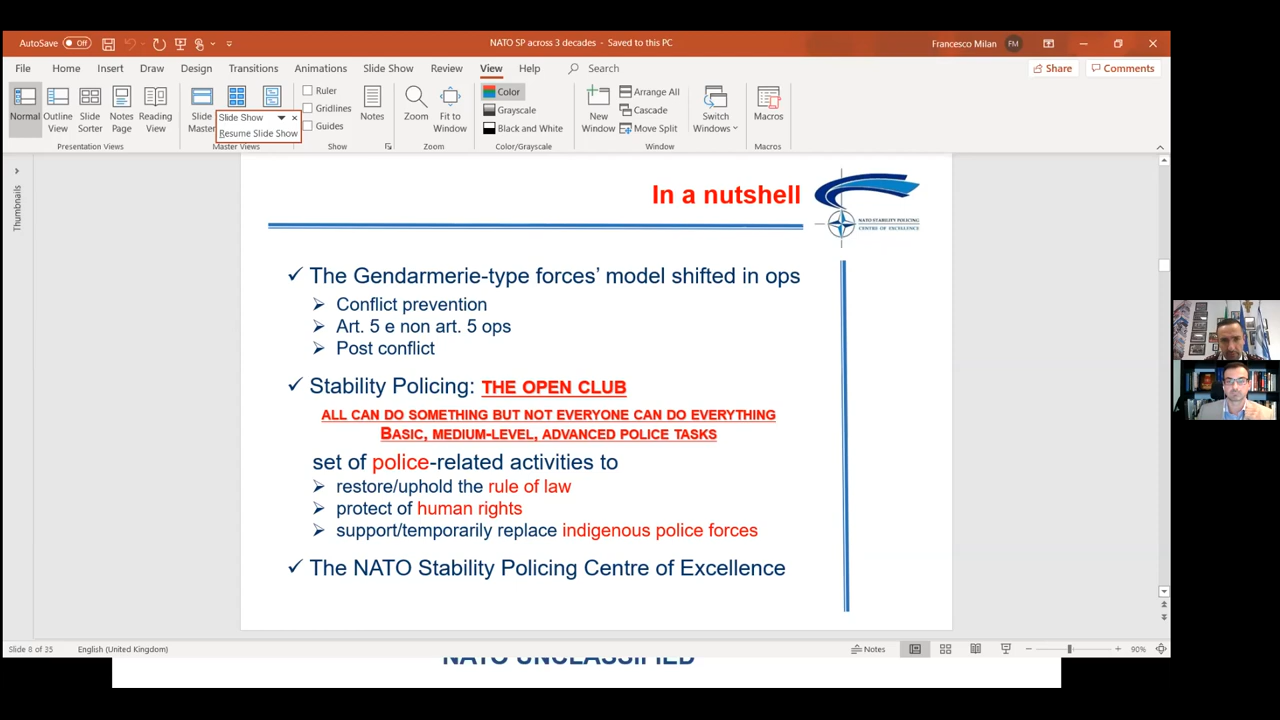 AutoSave Off
NATO SP across 3 decades - Saved to this PC
Francesco Milan FM
File Home Insert Draw Design Transitions Animations Slide Show Review View Help Search
Share Comments
Normal
Outline View
Slide Sorter
Notes Page
Reading View
Presentation Views
Slide Master
Slide Show
Resume Slide Show
Master Views
Ruler
Gridlines
Guides
Show
Notes
Zoom
Fit to Window
Zoom
Color
Grayscale
Black and White
Color/Grayscale
New Window
Arrange All
Cascade
Move Split
Window
Switch Windows
Macros
Macros
Thumbnails
In a nutshell
NATO STABILITY POLICING
CENTRE OF EXCELLENCE
✓ The Gendarmerie-type forces’ model shifted in ops
➢ Conflict prevention
➢ Art. 5 e non art. 5 ops
➢ Post conflict
✓ Stability Policing: THE OPEN CLUB
ALL CAN DO SOMETHING BUT NOT EVERYONE CAN DO EVERYTHING
BASIC, MEDIUM-LEVEL, ADVANCED POLICE TASKS
set of police-related activities to
➢ restore/uphold the rule of law
➢ protect of human rights
➢ support/temporarily replace indigenous police forces
✓ The NATO Stability Policing Centre of Excellence
Slide 8 of 35 English (United Kingdom)
Notes
90%
NATO UNCLASSIFIED